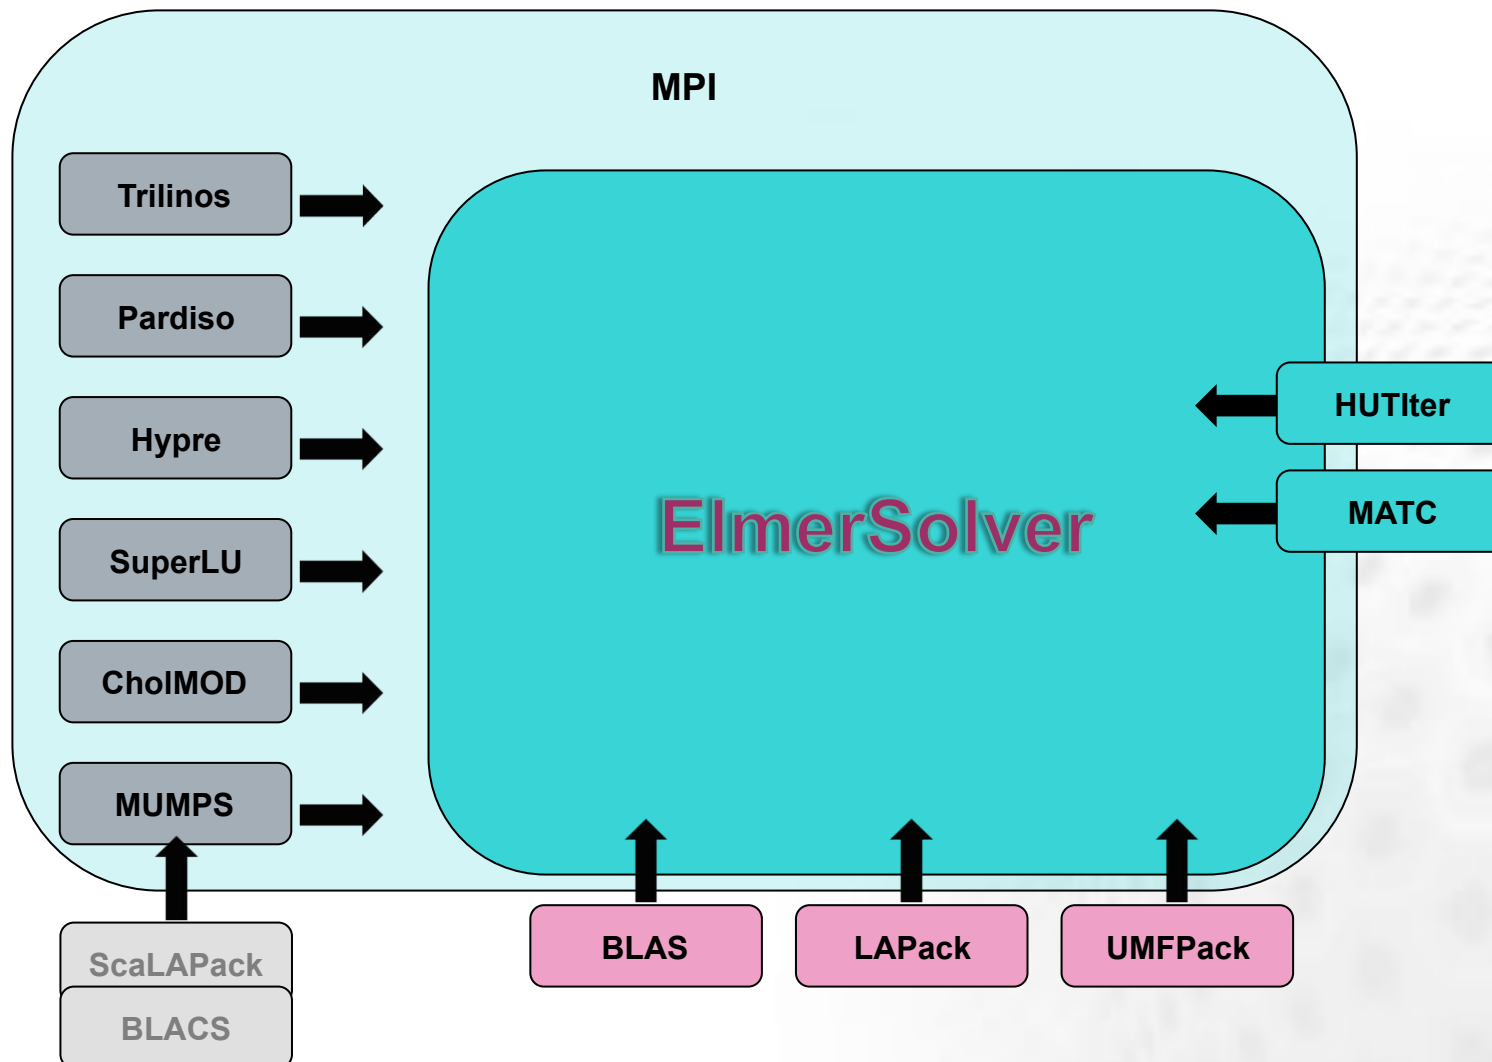 MPI
Trilinos
Pardiso
Hypre
SuperLU
CholMOD
MUMPS
ScaLAPack
BLACS
ElmerSolver
HUTIter
MATC
BLAS
LAPack
UMFPack